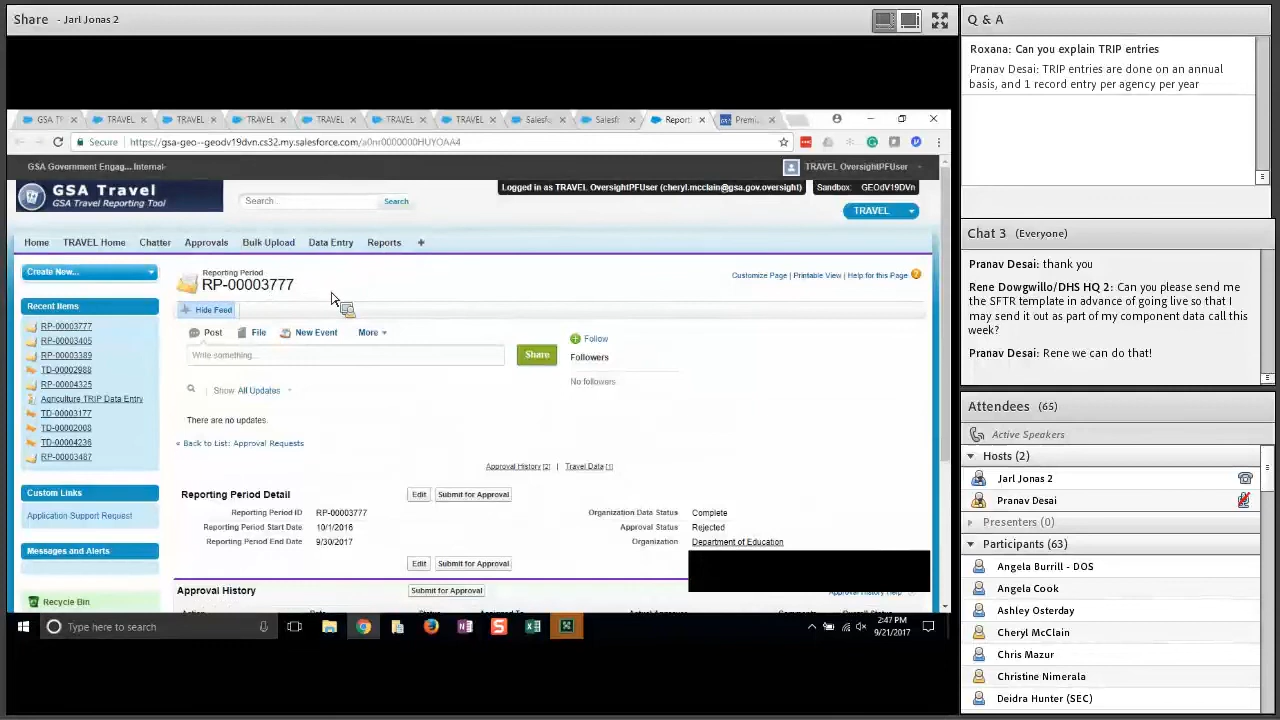 Share - Jarl Jonas 2
GSA TF
TRAVEL
TRAVEL
TRAVEL
TRAVEL
TRAVEL
TRAVEL
Salesf
Salesf
Report
Premi
Secure https://gsa-geo--geodv19dvn.cs32.my.salesforce.com/a0nr0000000HUYOAA4
GSA Government Engag... Internal-
TRAVEL OversightPFUser
GSA Travel
GSA Travel Reporting Tool
Search...
Search
Logged in as TRAVEL OversightPFUser (cheryl.mcclain@gsa.gov.oversight)
Sandbox: GEOdV19DVn
TRAVEL
Home TRAVEL Home Chatter Approvals Bulk Upload Data Entry Reports +
Create New...
Recent Items
RP-00003777
RP-00003405
RP-00003389
TD-00002988
RP-00004325
Agriculture TRIP Data Entry
TD-00003177
TD-00002008
TD-00004236
RP-00003487
Custom Links
Application Support Request
Messages and Alerts
Recycle Bin
Reporting Period
RP-00003777
Customize Page | Printable View | Help for this Page
Hide Feed
Post File New Event More
Write something...
Share
Follow
Followers
No followers.
Show All Updates
There are no updates.
« Back to List: Approval Requests
Approval History [2] | Travel Data [1]
Reporting Period Detail Edit Submit for Approval
Reporting Period ID RP-00003777 Organization Data Status Complete
Reporting Period Start Date 10/1/2016 Approval Status Rejected
Reporting Period End Date 9/30/2017 Organization Department of Education
Edit Submit for Approval
Approval History Submit for Approval
Type here to search
2:47 PM
9/21/2017
Q & A
Roxana: Can you explain TRIP entries
Pranav Desai: TRIP entries are done on an annual
basis, and 1 record entry per agency per year
Chat 3 (Everyone)
Pranav Desai: thank you
Rene Dowgwillo/DHS HQ 2: Can you please send me
the SFTR template in advance of going live so that I
may send it out as part of my component data call this
week?
Pranav Desai: Rene we can do that!
Attendees (65)
Active Speakers
Hosts (2)
Jarl Jonas 2
Pranav Desai
Presenters (0)
Participants (63)
Angela Burrill - DOS
Angela Cook
Ashley Osterday
Cheryl McClain
Chris Mazur
Christine Nimerala
Deidra Hunter (SEC)